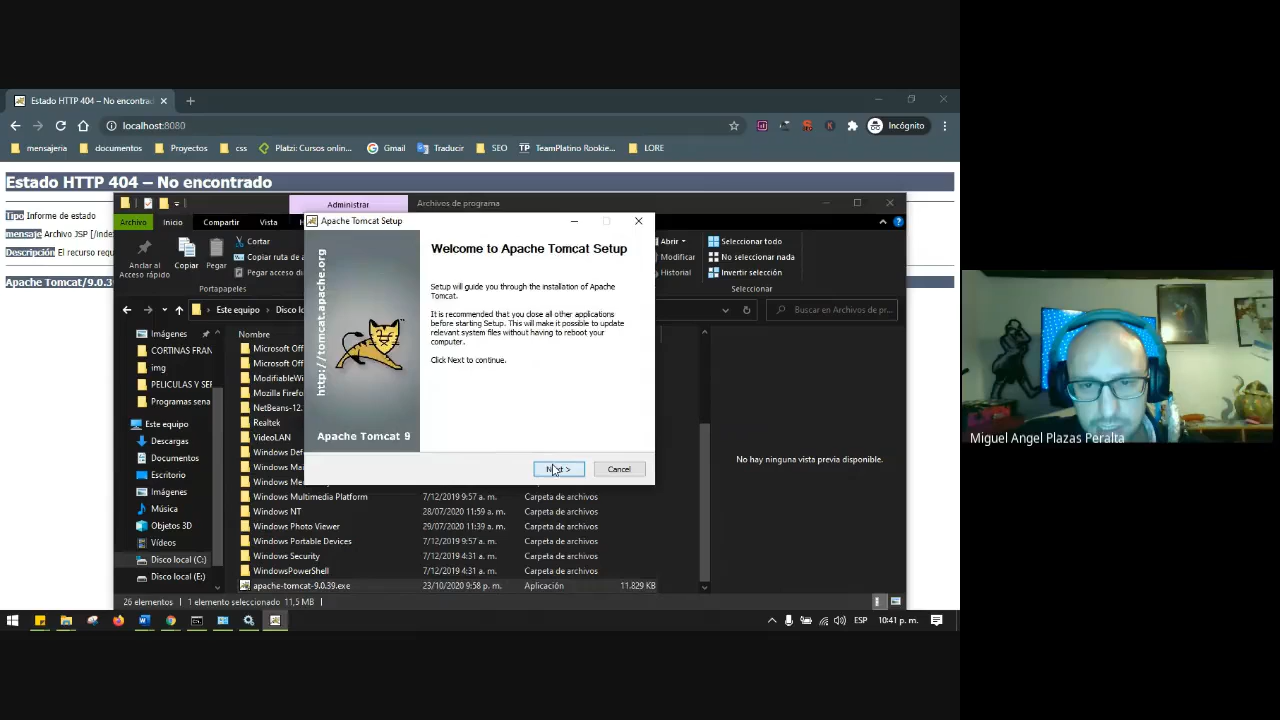 Estado HTTP 404 – No encontra
localhost:8080
Incógnito
mensajeria
documentos
Proyectos
css
Platzi: Cursos onlin...
Gmail
Traducir
SEO
TP TeamPlatino Rookie...
LORE
Estado HTTP 404 – No encontrado
Tipo Informe de estado
mensaje Archivo JSP [/inde
Descripción El recurso requ
Apache Tomcat/9.0.3
Administrar
Archivos de programa
Archivo
Inicio
Compartir
Vista
Anclar al
Acceso rápido
Copiar
Pegar
Cortar
Copiar ruta de a
Pegar acceso di
Portapapeles
Abrir
Modificar
Historial
Seleccionar todo
No seleccionar nada
Invertir selección
Seleccionar
Este equipo
Disco lo
Buscar en Archivos de pr...
Apache Tomcat Setup
http://tomcat.apache.org
Apache Tomcat 9
Welcome to Apache Tomcat Setup
Setup will guide you through the installation of Apache
Tomcat.
It is recommended that you close all other applications
before starting Setup. This will make it possible to update
relevant system files without having to reboot your
computer.
Click Next to continue.
Next >
Cancel
Imágenes
CORTINAS FRAN
img
PELICULAS Y SER
Programas sena
Este equipo
Descargas
Documentos
Escritorio
Imágenes
Música
Objetos 3D
Vídeos
Disco local (C:)
Disco local (E:)
Nombre
Microsoft Off
Microsoft Off
ModifiableWi
Mozilla Firefo
NetBeans-12.
Realtek
VideoLAN
Windows Def
Windows Mai
Windows Me
Windows Multimedia Platform 7/12/2019 9:57 a. m. Carpeta de archivos
Windows NT 28/07/2020 11:59 a. m. Carpeta de archivos
Windows Photo Viewer 29/07/2020 11:39 a. m. Carpeta de archivos
Windows Portable Devices 7/12/2019 9:57 a. m. Carpeta de archivos
Windows Security 7/12/2019 4:31 a. m. Carpeta de archivos
WindowsPowerShell 7/12/2019 4:31 a. m. Carpeta de archivos
apache-tomcat-9.0.39.exe 23/10/2020 9:58 p. m. Aplicación 11.829 KB
No hay ninguna vista previa disponible.
26 elementos
1 elemento seleccionado 11,5 MB
ESP
10:41 p. m.
Miguel Angel Plazas Peralta